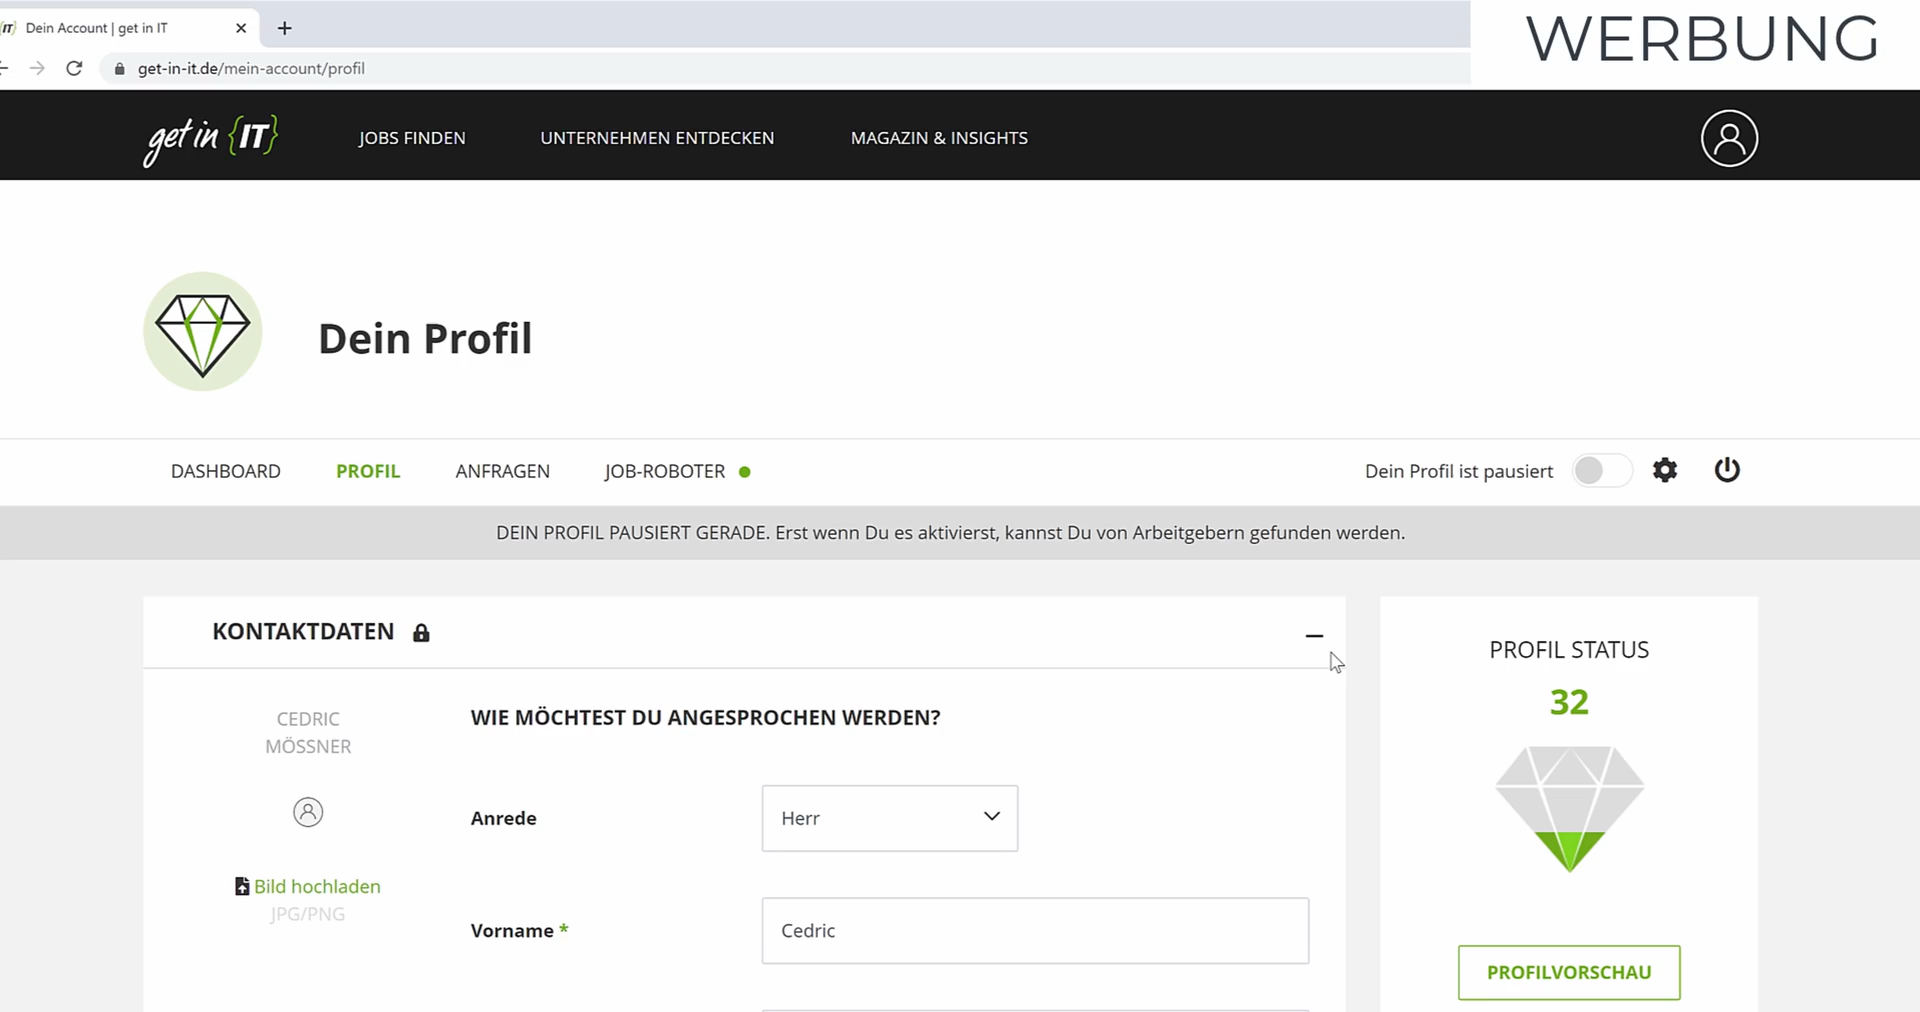 {IT} Dein Account | get in IT
WERBUNG
get-in-it.de/mein-account/profil
get in {IT}
JOBS FINDEN
UNTERNEHMEN ENTDECKEN
MAGAZIN & INSIGHTS
Dein Profil
DASHBOARD
PROFIL
ANFRAGEN
JOB-ROBOTER
Dein Profil ist pausiert
DEIN PROFIL PAUSIERT GERADE. Erst wenn Du es aktivierst, kannst Du von Arbeitgebern gefunden werden.
KONTAKTDATEN
CEDRIC
MÖSSNER
Bild hochladen
JPG/PNG
WIE MÖCHTEST DU ANGESPROCHEN WERDEN?
Anrede
Herr
Vorname *
Cedric
PROFIL STATUS
32
PROFILVORSCHAU